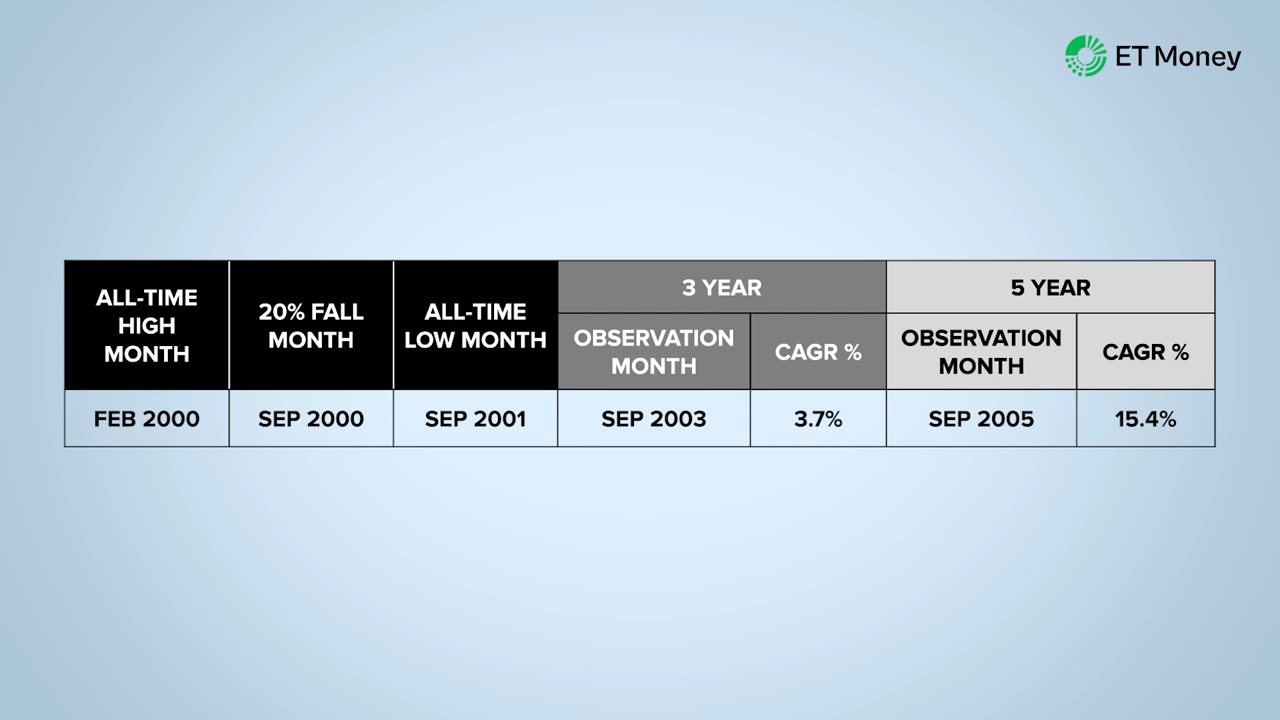 ET Money
ALL-TIME
HIGH
MONTH
20% FALL
MONTH
ALL-TIME
LOW MONTH
3 YEAR
OBSERVATION
MONTH
CAGR %
5 YEAR
OBSERVATION
MONTH
CAGR %
FEB 2000
SEP 2000
SEP 2001
SEP 2003
3.7%
SEP 2005
15.4%